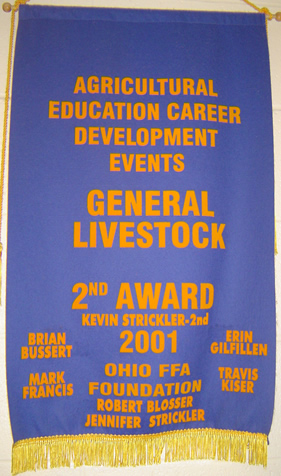 AGRICULTURAL
EDUCATION CAREER
DEVELOPMENT
EVENTS
GENERAL
LIVESTOCK
2ND AWARD
KEVIN STRICKLER-2nd
2001
BRIAN
BUSSERT
ERIN
GILFILLEN
MARK
FRANCIS
OHIO FFA
FOUNDATION
TRAVIS
KISER
ROBERT BLOSSER
JENNIFER STRICKLER